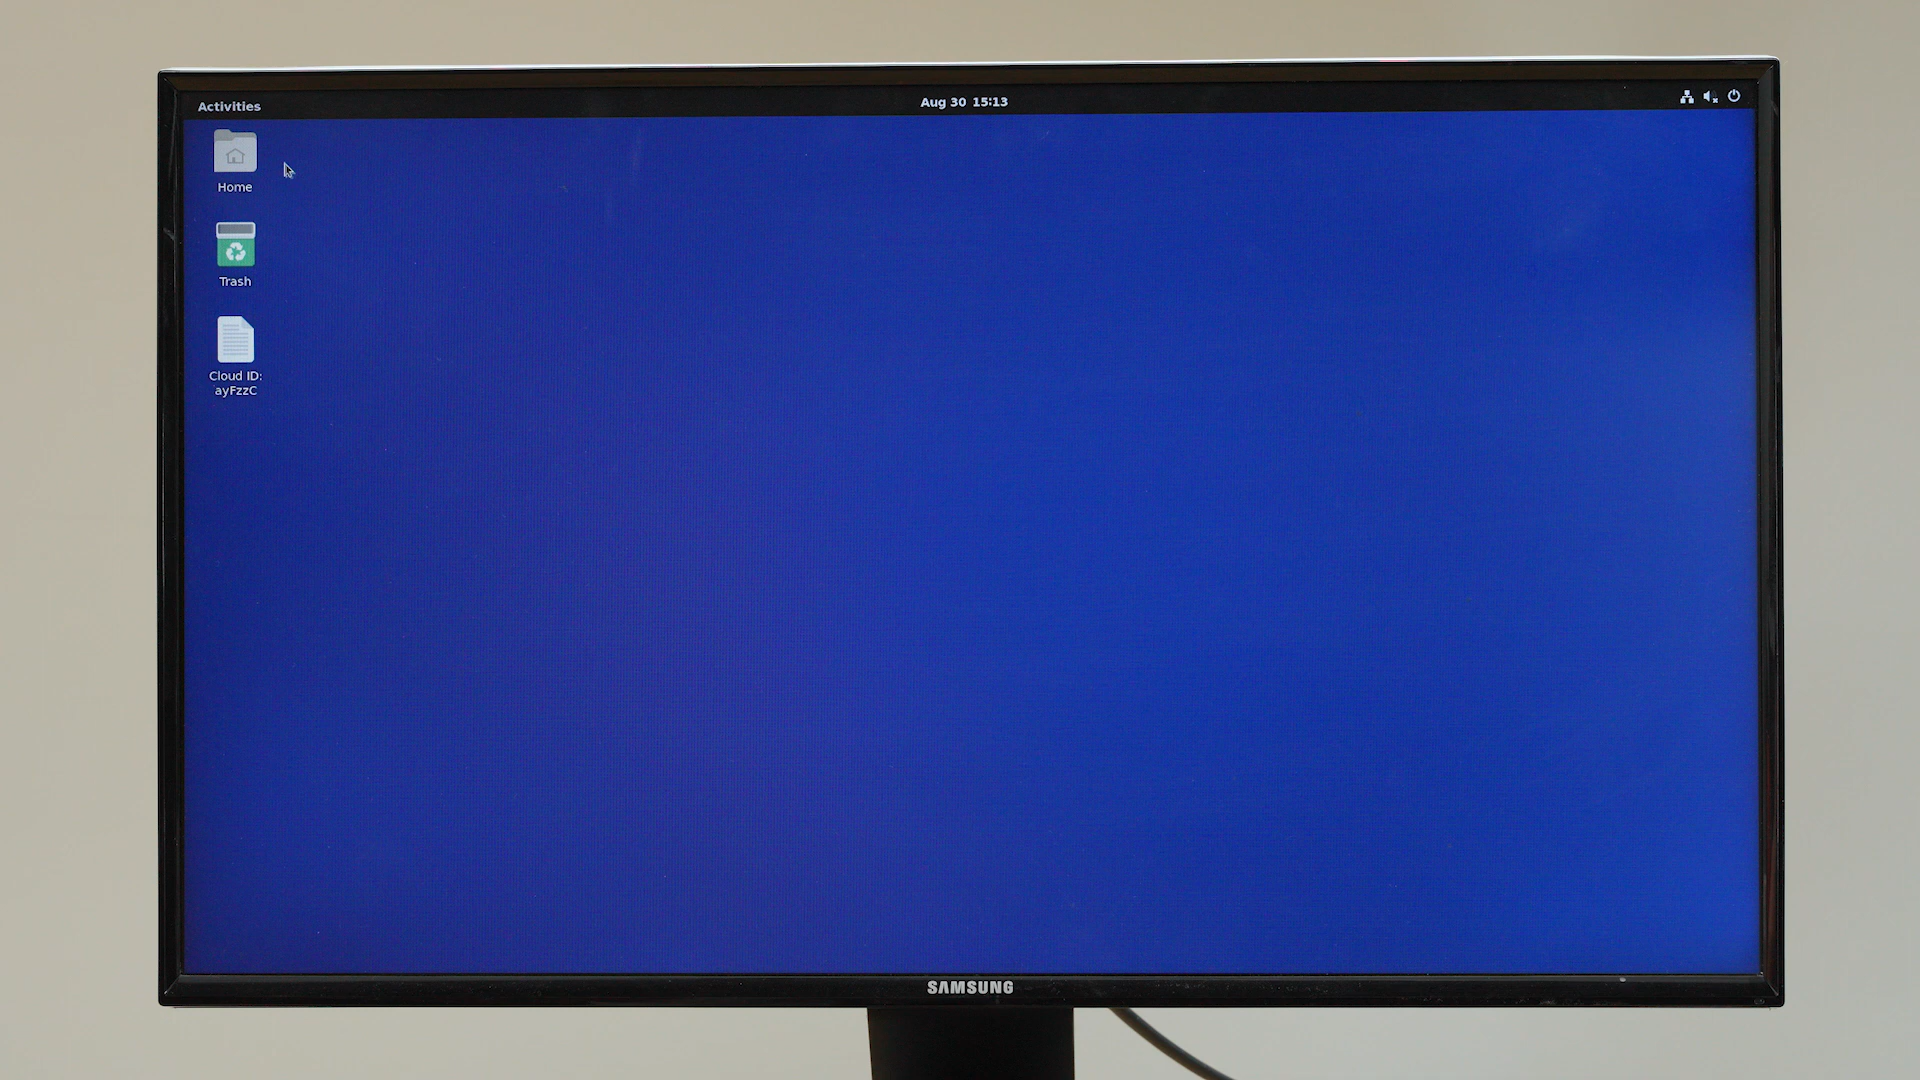 Activities
Aug 30 15:13
Home
Trash
Cloud ID:
ayFzzC
SAMSUNG